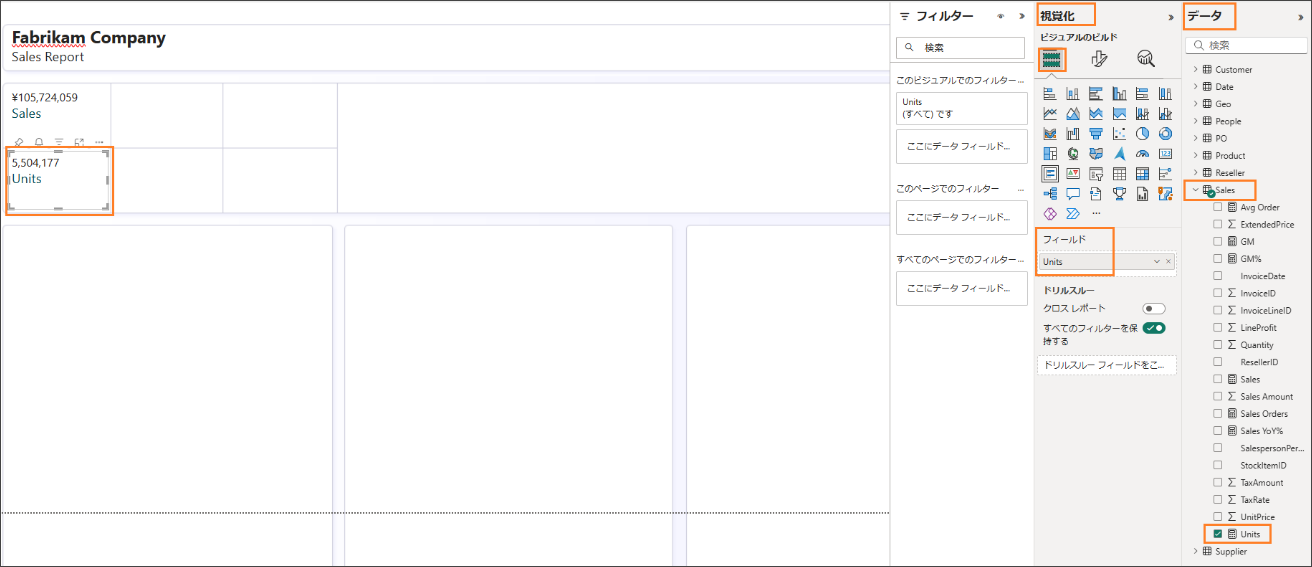 Fabrikam Company
Sales Report
¥105,724,059
Sales
5,504,177
Units
フィルター
検索
このビジュアルでのフィルター...
Units
(すべて) です
ここにデータ フィールド...
このページでのフィルター ...
ここにデータ フィールド...
すべてのページでのフィルター...
ここにデータ フィールド...
視覚化
ビジュアルのビルド
123
...
フィールド
Units
ドリルスルー
クロス レポート
すべてのフィルターを保
持する
ドリルスルー フィールドをこ...
データ
検索
Customer
Date
Geo
People
PO
Product
Reseller
Sales
Avg Order
ExtendedPrice
GM
GM%
InvoiceDate
InvoiceID
InvoiceLineID
LineProfit
Quantity
ResellerID
Sales
Sales Amount
Sales Orders
Sales YoY%
SalespersonPer...
StockItemID
TaxAmount
TaxRate
UnitPrice
Units
Supplier